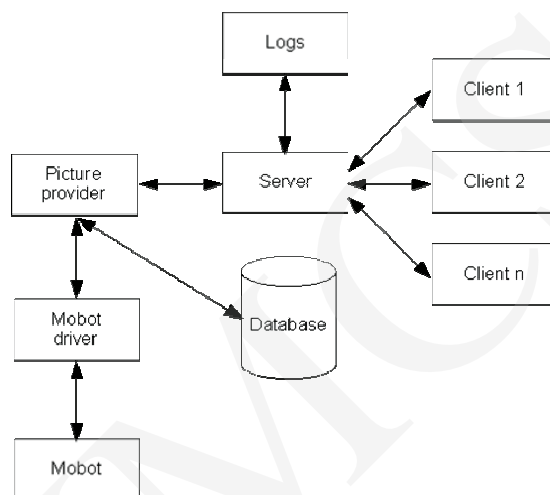 Logs
Client 1
Picture
provider
Server
Client 2
Client n
Mobot
driver
Database
Mobot